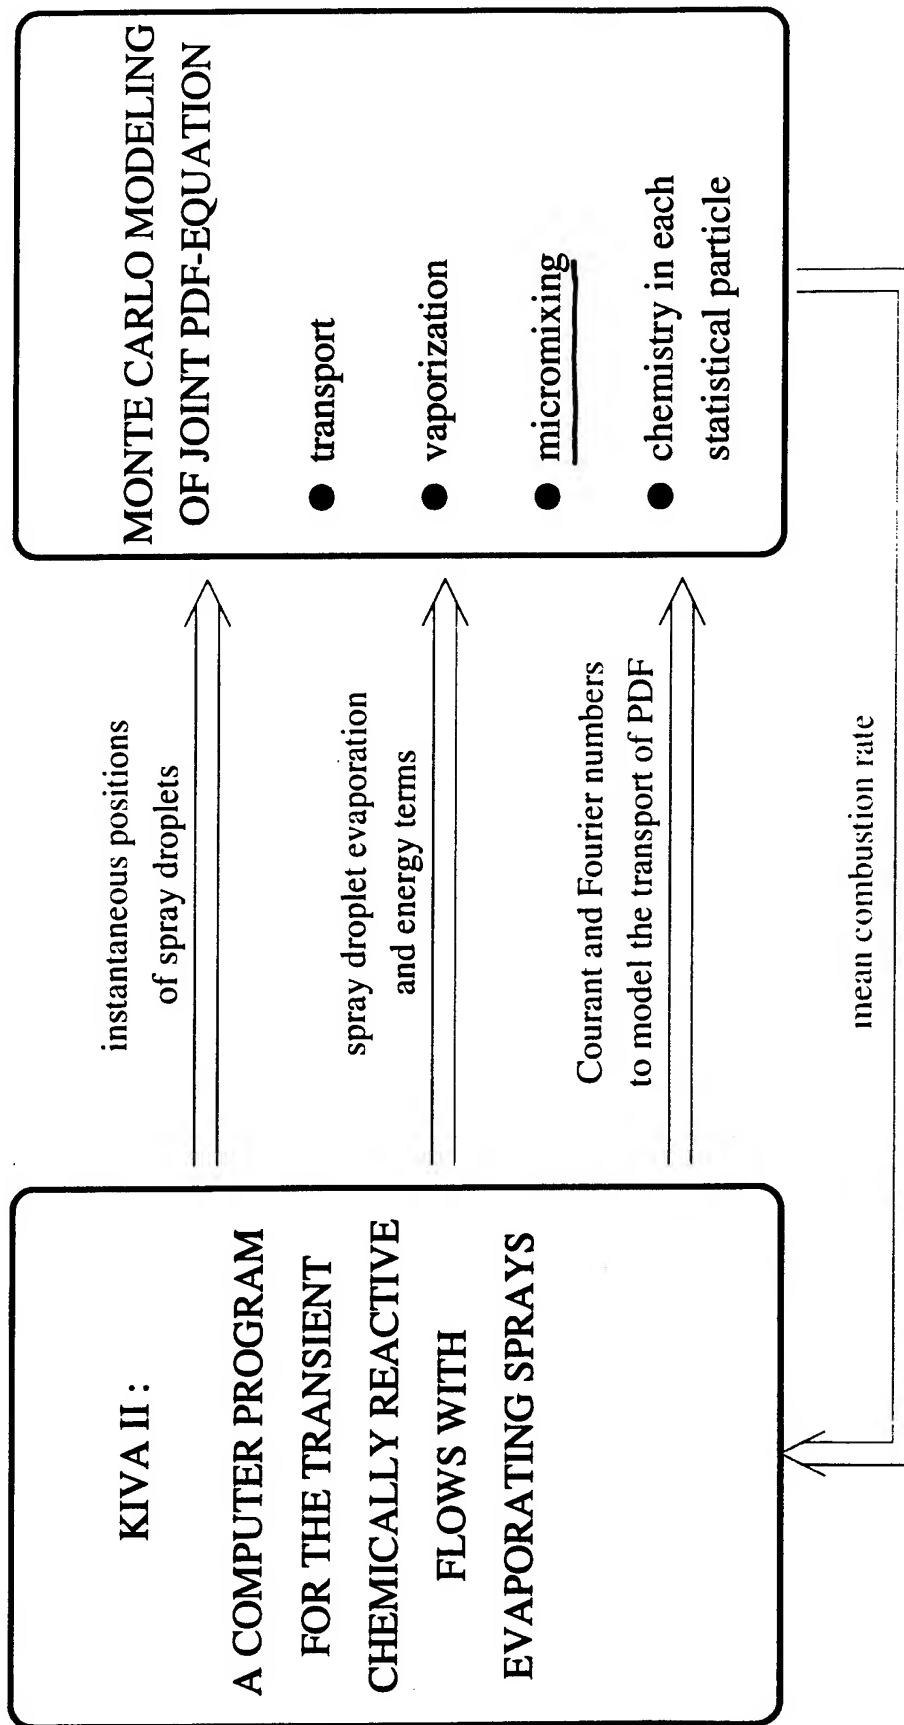 KIVA II :
A COMPUTER PROGRAM
FOR THE TRANSIENT
CHEMICALLY REACTIVE
FLOWS WITH
EVAPORATING SPRAYS
instantaneous positions
of spray droplets
spray droplet evaporation
and energy terms
Courant and Fourier numbers
to model the transport of PDF
MONTE CARLO MODELING
OF JOINT PDF-EQUATION
● transport
● vaporization
● micromixing
● chemistry in each
statistical particle
mean combustion rate